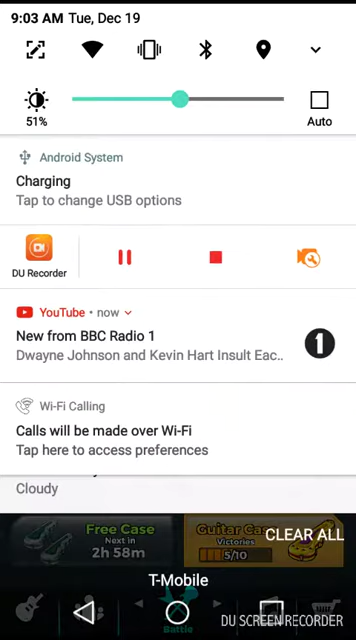 9:03 AM Tue, Dec 19
51%
Auto
Android System
Charging
Tap to change USB options
DU Recorder
YouTube • now
New from BBC Radio 1
Dwayne Johnson and Kevin Hart Insult Eac..
1
Wi-Fi Calling
Calls will be made over Wi-Fi
Tap here to access preferences
Cloudy
Free Case
Next in
2h 58m
Guitar Case
Victories
5/10
CLEAR ALL
T-Mobile
Battle
DU SCREEN RECORDER